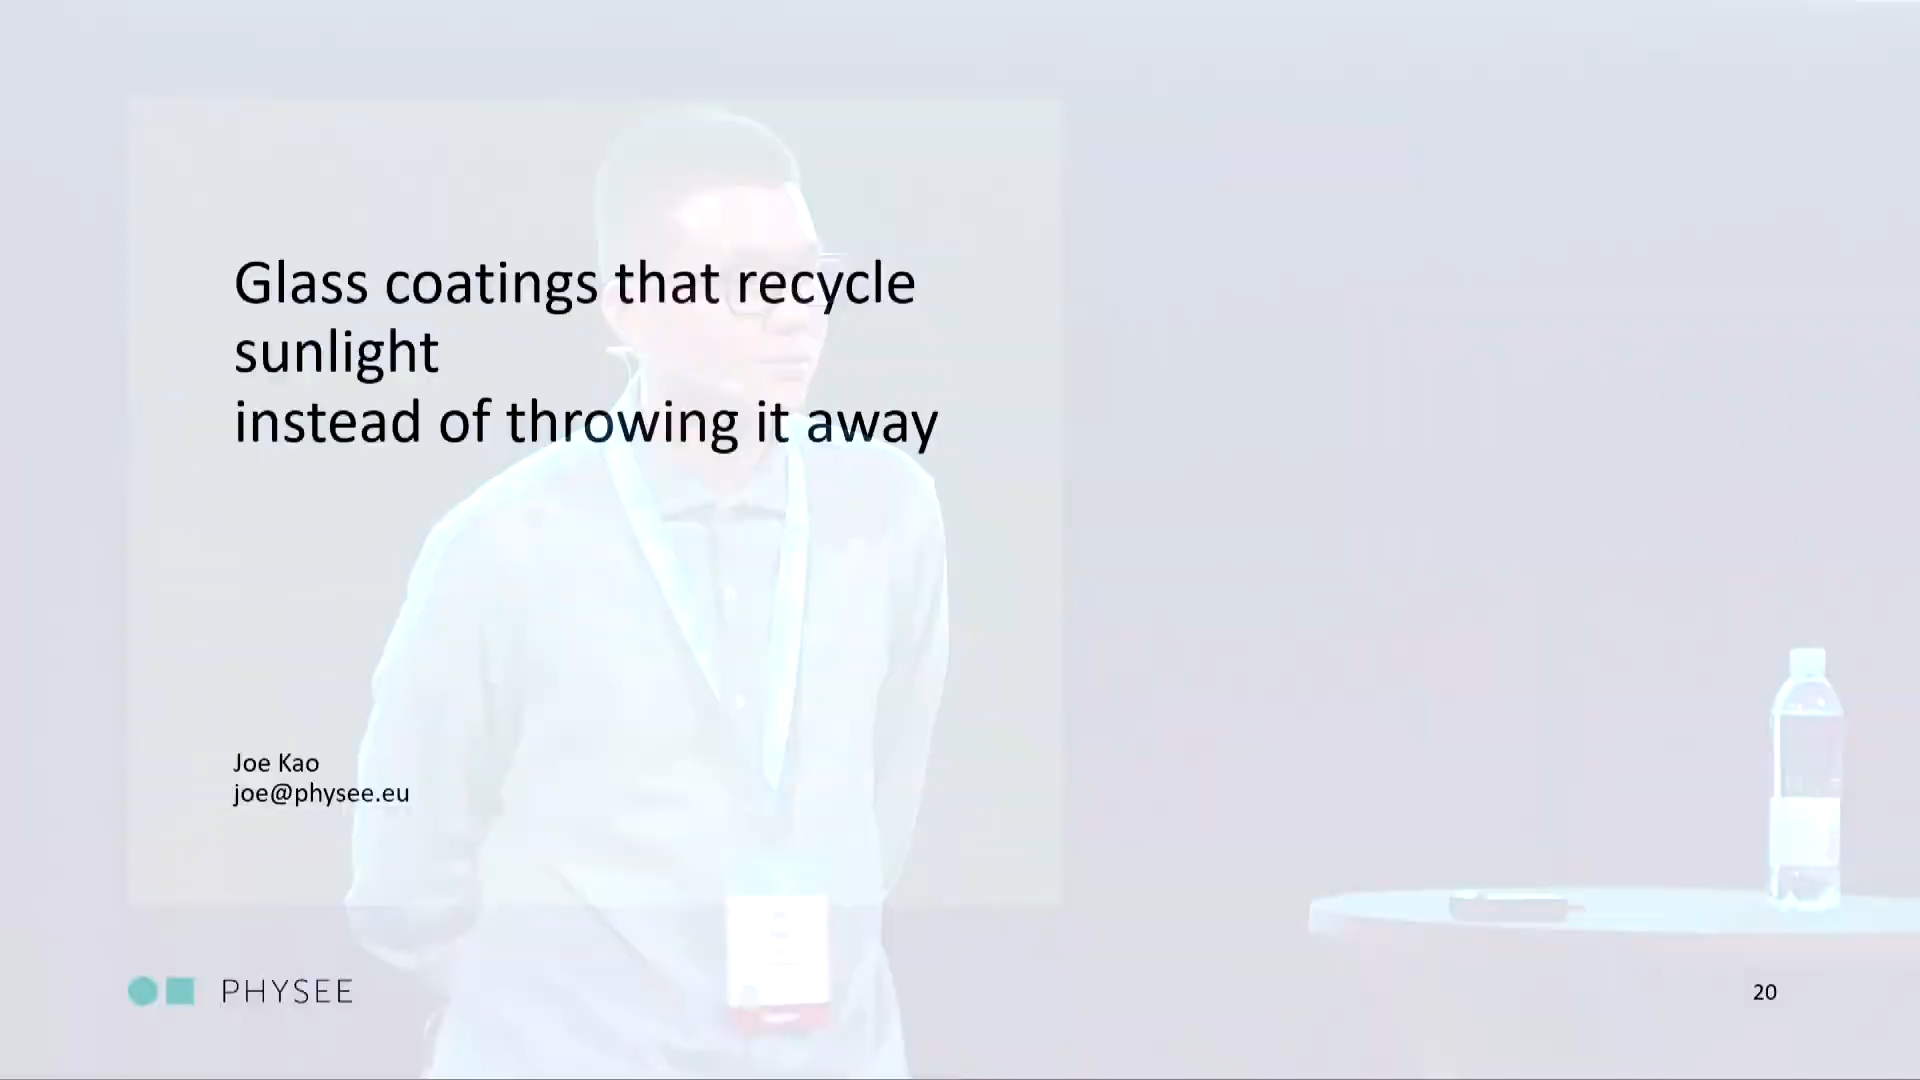 Glass coatings that recycle
sunlight
instead of throwing it away
Joe Kao
joe@physee.eu
PHYSEE
20